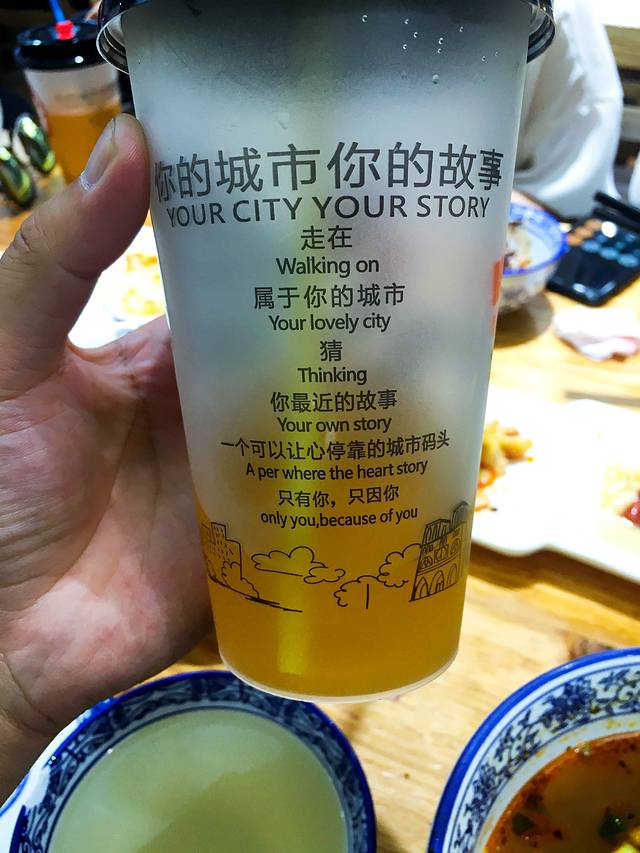 你的城市你的故事
YOUR CITY YOUR STORY
走在
Walking on
属于你的城市
Your lovely city
猜
Thinking
你最近的故事
Your own story
一个可以让心停靠的城市码头
A per where the heart story
只有你，只因你
only you,because of you